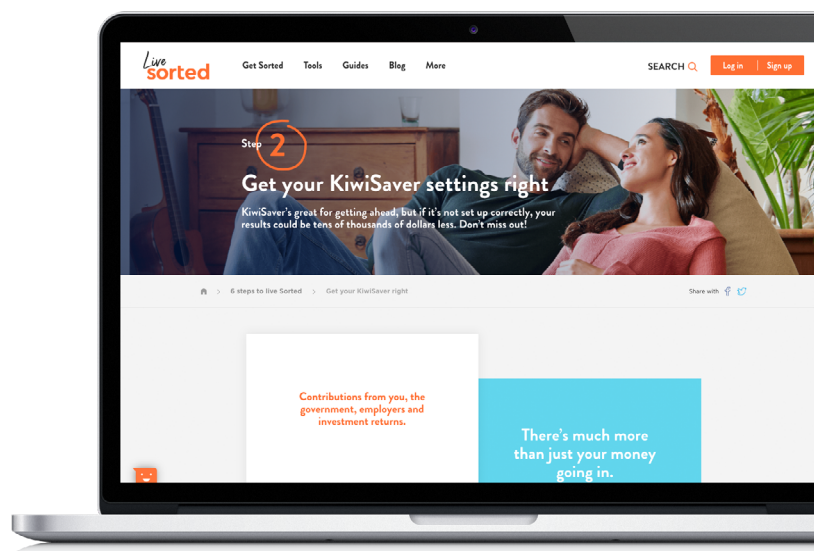 Live
sorted
Get Sorted Tools Guides Blog More
SEARCH
Log in Sign up
Step 2
Get your KiwiSaver settings right
KiwiSaver's great for getting ahead, but if it's not set up correctly, your
results could be tens of thousands of dollars less. Don't miss out!
6 steps to live Sorted > Get your KiwiSaver right
Share with
Contributions from you, the
government, employers and
investment returns.
There's much more
than just your money
going in.